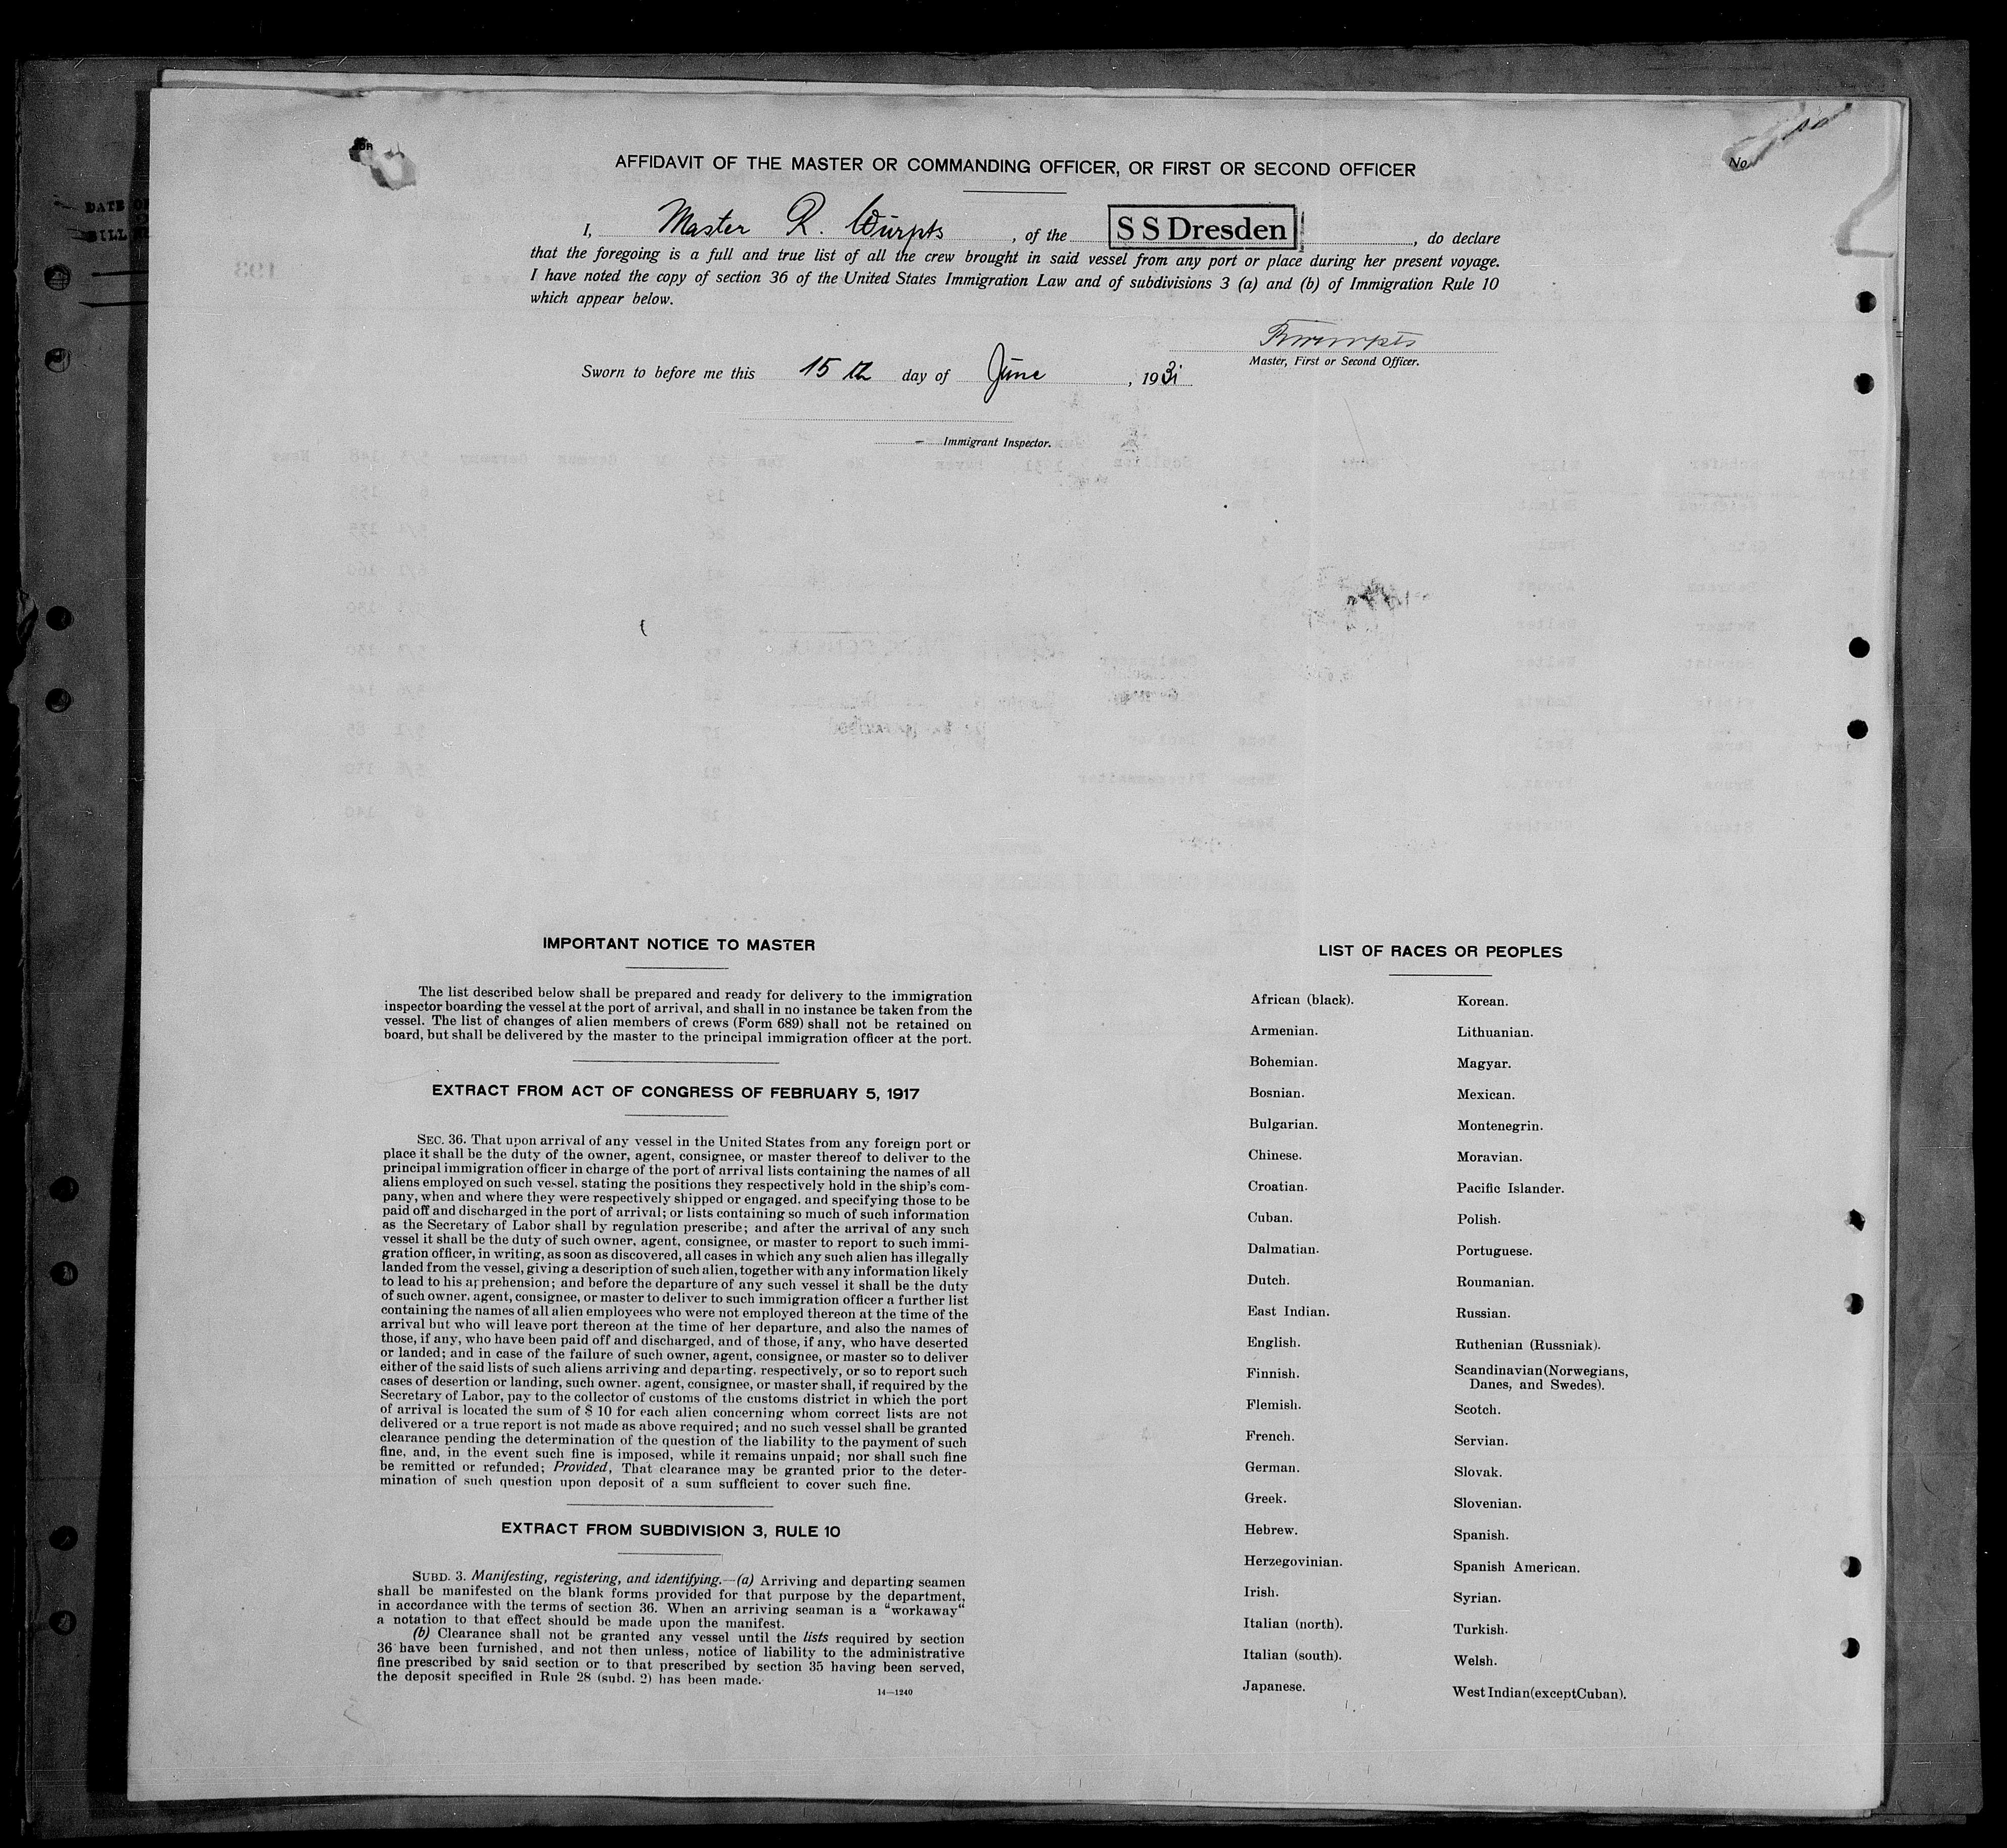 No.
AFFIDAVIT OF THE MASTER OR COMMANDING OFFICER, OR FIRST OR SECOND OFFICER
I, Master R. Würpts, of the SS Dresden, do declare
that the foregoing is a full and true list of all the crew brought in said vessel from any port or place during her present voyage.
I have noted the copy of section 36 of the United States Immigration Law and of subdivisions 3 (a) and (b) of Immigration Rule 10
which appear below.
Master, First or Second Officer.
Sworn to before me this 15th day of June, 1931
Immigrant Inspector.
IMPORTANT NOTICE TO MASTER
The list described below shall be prepared and ready for delivery to the immigration
inspector boarding the vessel at the port of arrival, and shall in no instance be taken from the
vessel. The list of changes of alien members of crews (Form 689) shall not be retained on
board, but shall be delivered by the master to the principal immigration officer at the port.
EXTRACT FROM ACT OF CONGRESS OF FEBRUARY 5, 1917
SEC. 36. That upon arrival of any vessel in the United States from any foreign port or
place it shall be the duty of the owner, agent, consignee, or master thereof to deliver to the
principal immigration officer in charge of the port of arrival lists containing the names of all
aliens employed on such vessel, stating the positions they respectively hold in the ship's com-
pany, when and where they were respectively shipped or engaged, and specifying those to be
paid off and discharged in the port of arrival; or lists containing so much of such information
as the Secretary of Labor shall by regulation prescribe; and after the arrival of any such
vessel it shall be the duty of such owner, agent, consignee, or master to report to such immi-
gration officer, in writing, as soon as discovered, all cases in which any such alien has illegally
landed from the vessel, giving a description of such alien, together with any information likely
to lead to his apprehension; and before the departure of any such vessel it shall be the duty
of such owner, agent, consignee, or master to deliver to such immigration officer a further list
containing the names of all alien employees who were not employed thereon at the time of the
arrival but who will leave port thereon at the time of her departure, and also the names of
those, if any, who have been paid off and discharged, and of those, if any, who have deserted
or landed; and in case of the failure of such owner, agent, consignee, or master so to deliver
either of the said lists of such aliens arriving and departing, respectively, or so to report such
cases of desertion or landing, such owner, agent, consignee, or master shall, if required by the
Secretary of Labor, pay to the collector of customs of the customs district in which the port
of arrival is located the sum of $ 10 for each alien concerning whom correct lists are not
delivered or a true report is not made as above required; and no such vessel shall be granted
clearance pending the determination of the question of the liability to the payment of such
fine, and, in the event such fine is imposed, while it remains unpaid; nor shall such fine
be remitted or refunded; Provided, That clearance may be granted prior to the deter-
mination of such question upon deposit of a sum sufficient to cover such fine.
EXTRACT FROM SUBDIVISION 3, RULE 10
SUBD. 3. Manifesting, registering, and identifying.—(a) Arriving and departing seamen
shall be manifested on the blank forms provided for that purpose by the department,
in accordance with the terms of section 36. When an arriving seaman is a "workaway"
a notation to that effect should be made upon the manifest.
(b) Clearance shall not be granted any vessel until the lists required by section
36 have been furnished, and not then unless, notice of liability to the administrative
fine prescribed by said section or to that prescribed by section 35 having been served,
the deposit specified in Rule 28 (subd. 2) has been made.
14—1240
LIST OF RACES OR PEOPLES
African (black).
Armenian.
Bohemian.
Bosnian.
Bulgarian.
Chinese.
Croatian.
Cuban.
Dalmatian.
Dutch.
East Indian.
English.
Finnish.
Flemish.
French.
German.
Greek.
Hebrew.
Herzegovinian.
Irish.
Italian (north).
Italian (south).
Japanese.
Korean.
Lithuanian.
Magyar.
Mexican.
Montenegrin.
Moravian.
Pacific Islander.
Polish.
Portuguese.
Roumanian.
Russian.
Ruthenian (Russniak).
Scandinavian (Norwegians,
Danes, and Swedes).
Scotch.
Servian.
Slovak.
Slovenian.
Spanish.
Spanish American.
Syrian.
Turkish.
Welsh.
West Indian (except Cuban).